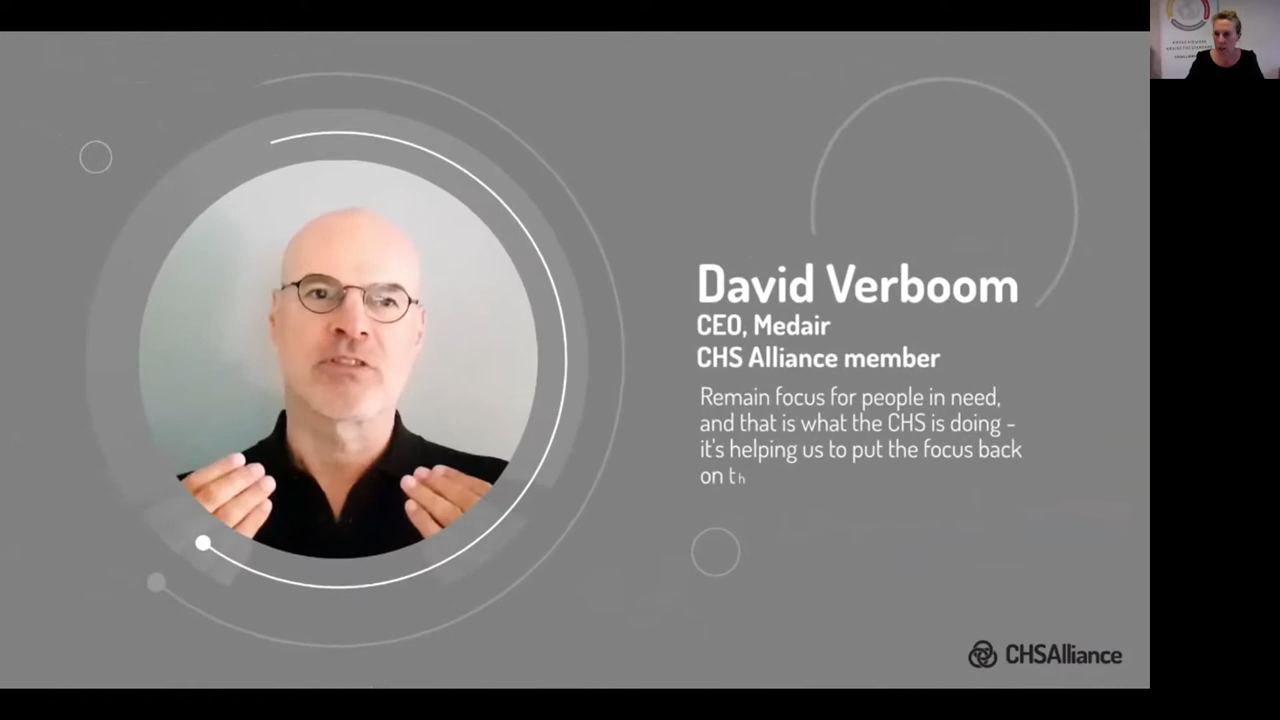 David Verboom
CEO, Medair
CHS Alliance member
Remain focus for people in need,
and that is what the CHS is doing -
it's helping us to put the focus back
on th
CHSAlliance